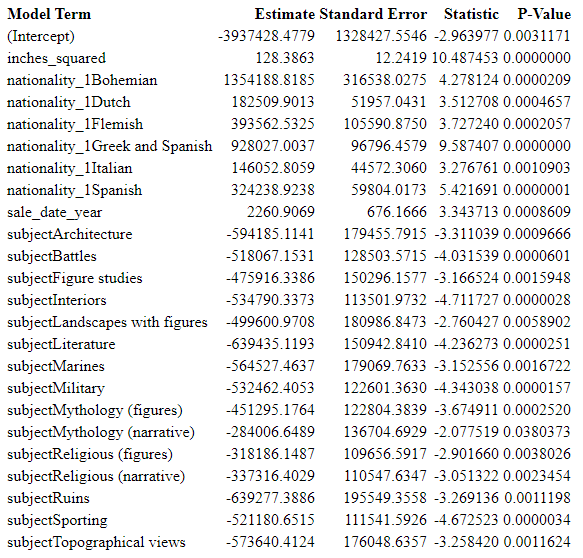 Model Term Estimate Standard Error Statistic P-Value
(Intercept) -3937428.4779 1328427.5546 -2.963977 0.0031171
inches_squared 128.3863 12.2419 10.487453 0.0000000
nationality_1Bohemian 1354188.8185 316538.0275 4.278124 0.0000209
nationality_1Dutch 182509.9013 51957.0431 3.512708 0.0004657
nationality_1Flemish 393562.5325 105590.8750 3.727240 0.0002057
nationality_1Greek and Spanish 928027.0037 96796.4579 9.587407 0.0000000
nationality_1Italian 146052.8059 44572.3060 3.276761 0.0010903
nationality_1Spanish 324238.9238 59804.0173 5.421691 0.0000001
sale_date_year 2260.9069 676.1666 3.343713 0.0008609
subjectArchitecture -594185.1141 179455.7915 -3.311039 0.0009666
subjectBattles -518067.1531 128503.5715 -4.031539 0.0000601
subjectFigure studies -475916.3386 150296.1577 -3.166524 0.0015948
subjectInteriors -534790.3373 113501.9732 -4.711727 0.0000028
subjectLandscapes with figures -499600.9708 180986.8473 -2.760427 0.0058902
subjectLiterature -639435.1193 150942.8410 -4.236273 0.0000251
subjectMarines -564527.4637 179069.7633 -3.152556 0.0016722
subjectMilitary -532462.4053 122601.3630 -4.343038 0.0000157
subjectMythology (figures) -451295.1764 122804.3839 -3.674911 0.0002520
subjectMythology (narrative) -284006.6489 136704.6929 -2.077519 0.0380373
subjectReligious (figures) -318186.1487 109656.5917 -2.901660 0.0038026
subjectReligious (narrative) -337316.4029 110547.6347 -3.051322 0.0023454
subjectRuins -639277.3886 195549.3558 -3.269136 0.0011198
subjectSporting -521180.6515 111541.5926 -4.672523 0.0000034
subjectTopographical views -573640.4124 176048.6357 -3.258420 0.0011624